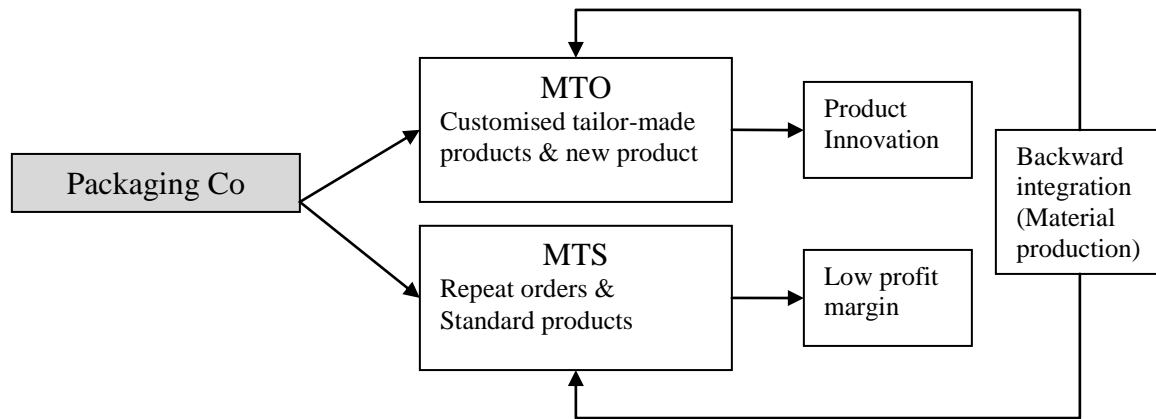 Packaging Co
MTO
Customised tailor-made
products & new product
Product
Innovation
MTS
Repeat orders &
Standard products
Low profit
margin
Backward
integration
(Material
production)